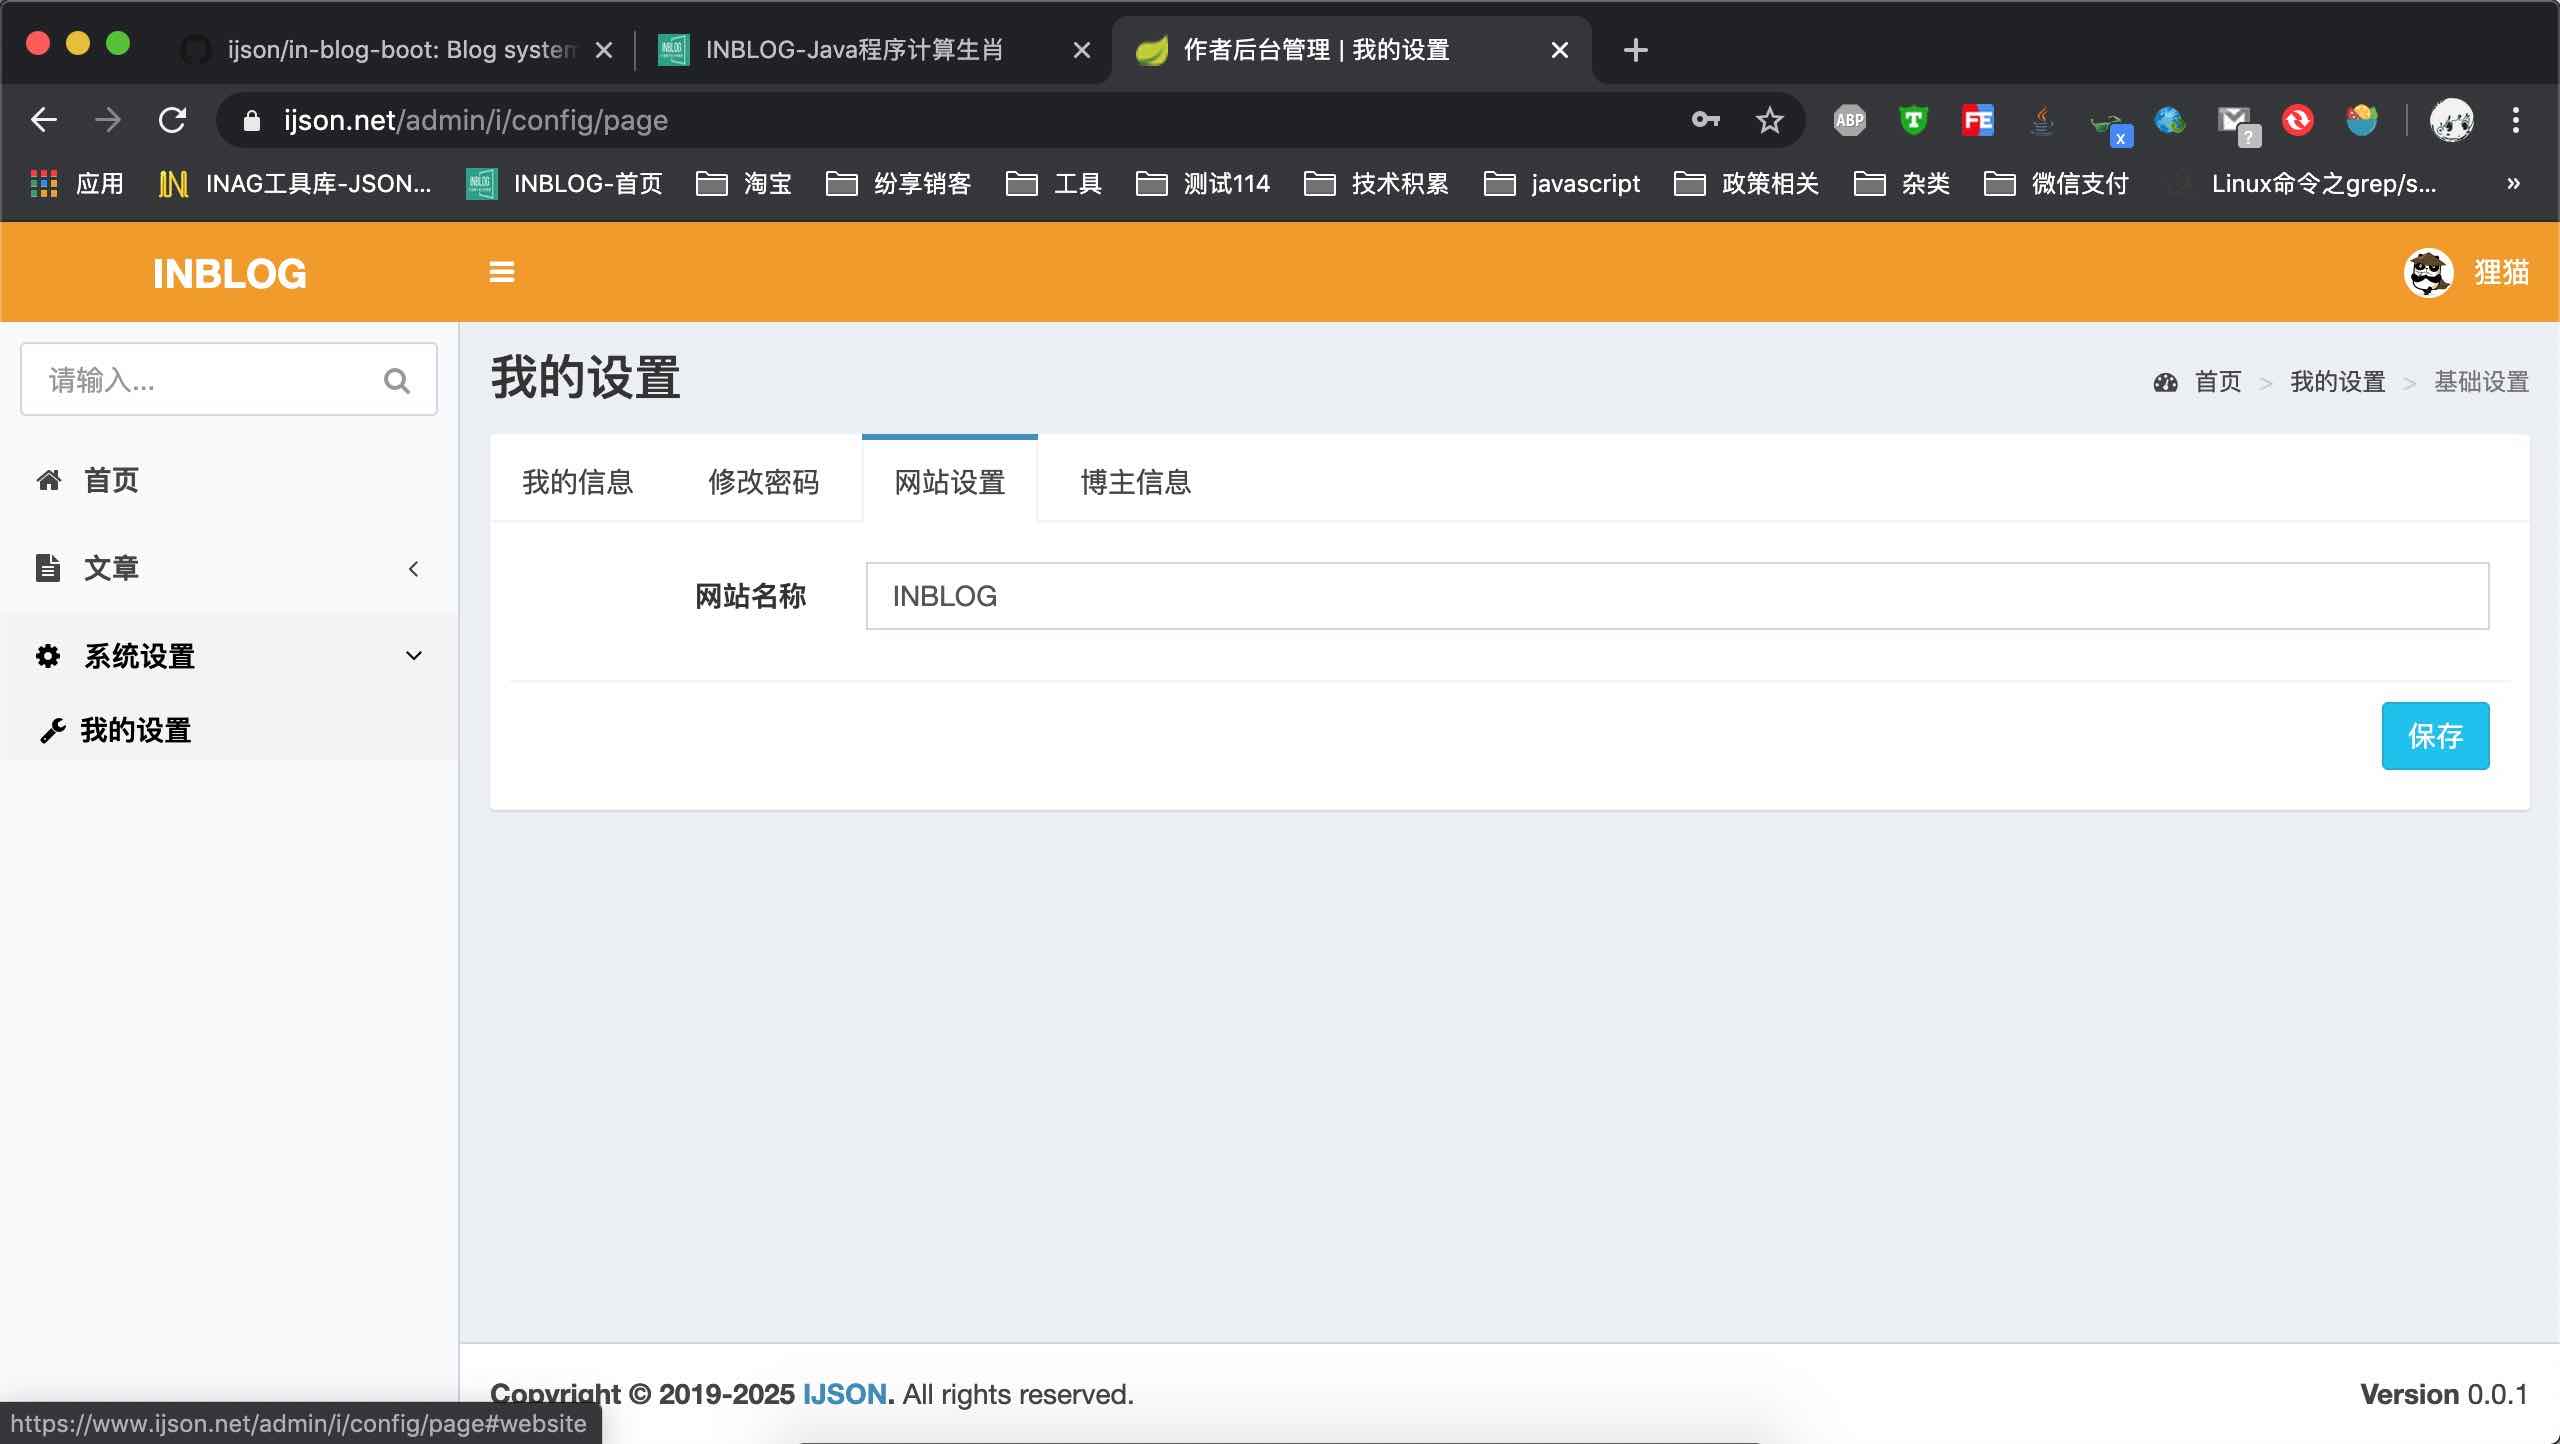 ijson/in-blog-boot: Blog system
INBLOG-Java程序计算生肖
作者后台管理 | 我的设置
ijson.net/admin/i/config/page
ABP
T
FE
x
?
应用
INAG工具库-JSON...
INBLOG-首页
淘宝
纷享销客
工具
测试114
技术积累
javascript
政策相关
杂类
微信支付
Linux命令之grep/s...
»
INBLOG
狸猫
请输入...
首页
文章
系统设置
我的设置
我的设置
首页 > 我的设置 > 基础设置
我的信息
修改密码
网站设置
博主信息
网站名称
INBLOG
保存
Copyright © 2019-2025 IJSON. All rights reserved.
Version 0.0.1
https://www.ijson.net/admin/i/config/page#website